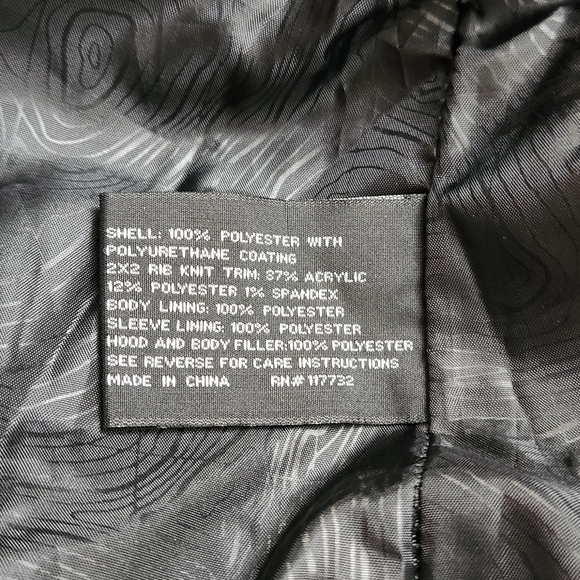 SHELL: 100% POLYESTER WITH
POLYURETHANE COATING
2X2 RIB KNIT TRIM: 87% ACRYLIC
12% POLYESTER 1% SPANDEX
BODY LINING: 100% POLYESTER
SLEEVE LINING: 100% POLYESTER
HOOD AND BODY FILLER:100% POLYESTER
SEE REVERSE FOR CARE INSTRUCTIONS
MADE IN CHINA RN# 117732